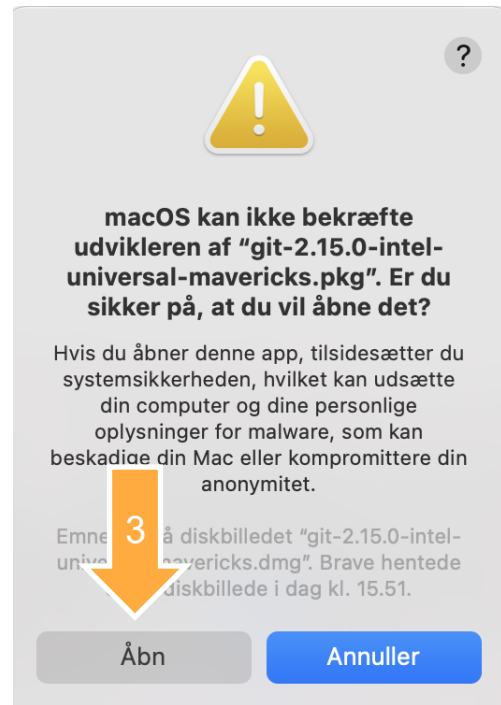 ?
macOS kan ikke bekræfte
udvikleren af “git-2.15.0-intel-
universal-mavericks.pkg”. Er du
sikker på, at du vil åbne det?
Hvis du åbner denne app, tilsidesætter du
systemsikkerheden, hvilket kan udsætte
din computer og dine personlige
oplysninger for malware, som kan
beskadige din Mac eller kompromittere din
anonymitet.
3
diskbilledet “git-2.15.0-intel-
Brave hentede
diskbillede i dag kl. 15.51.
Åbn
Annuller